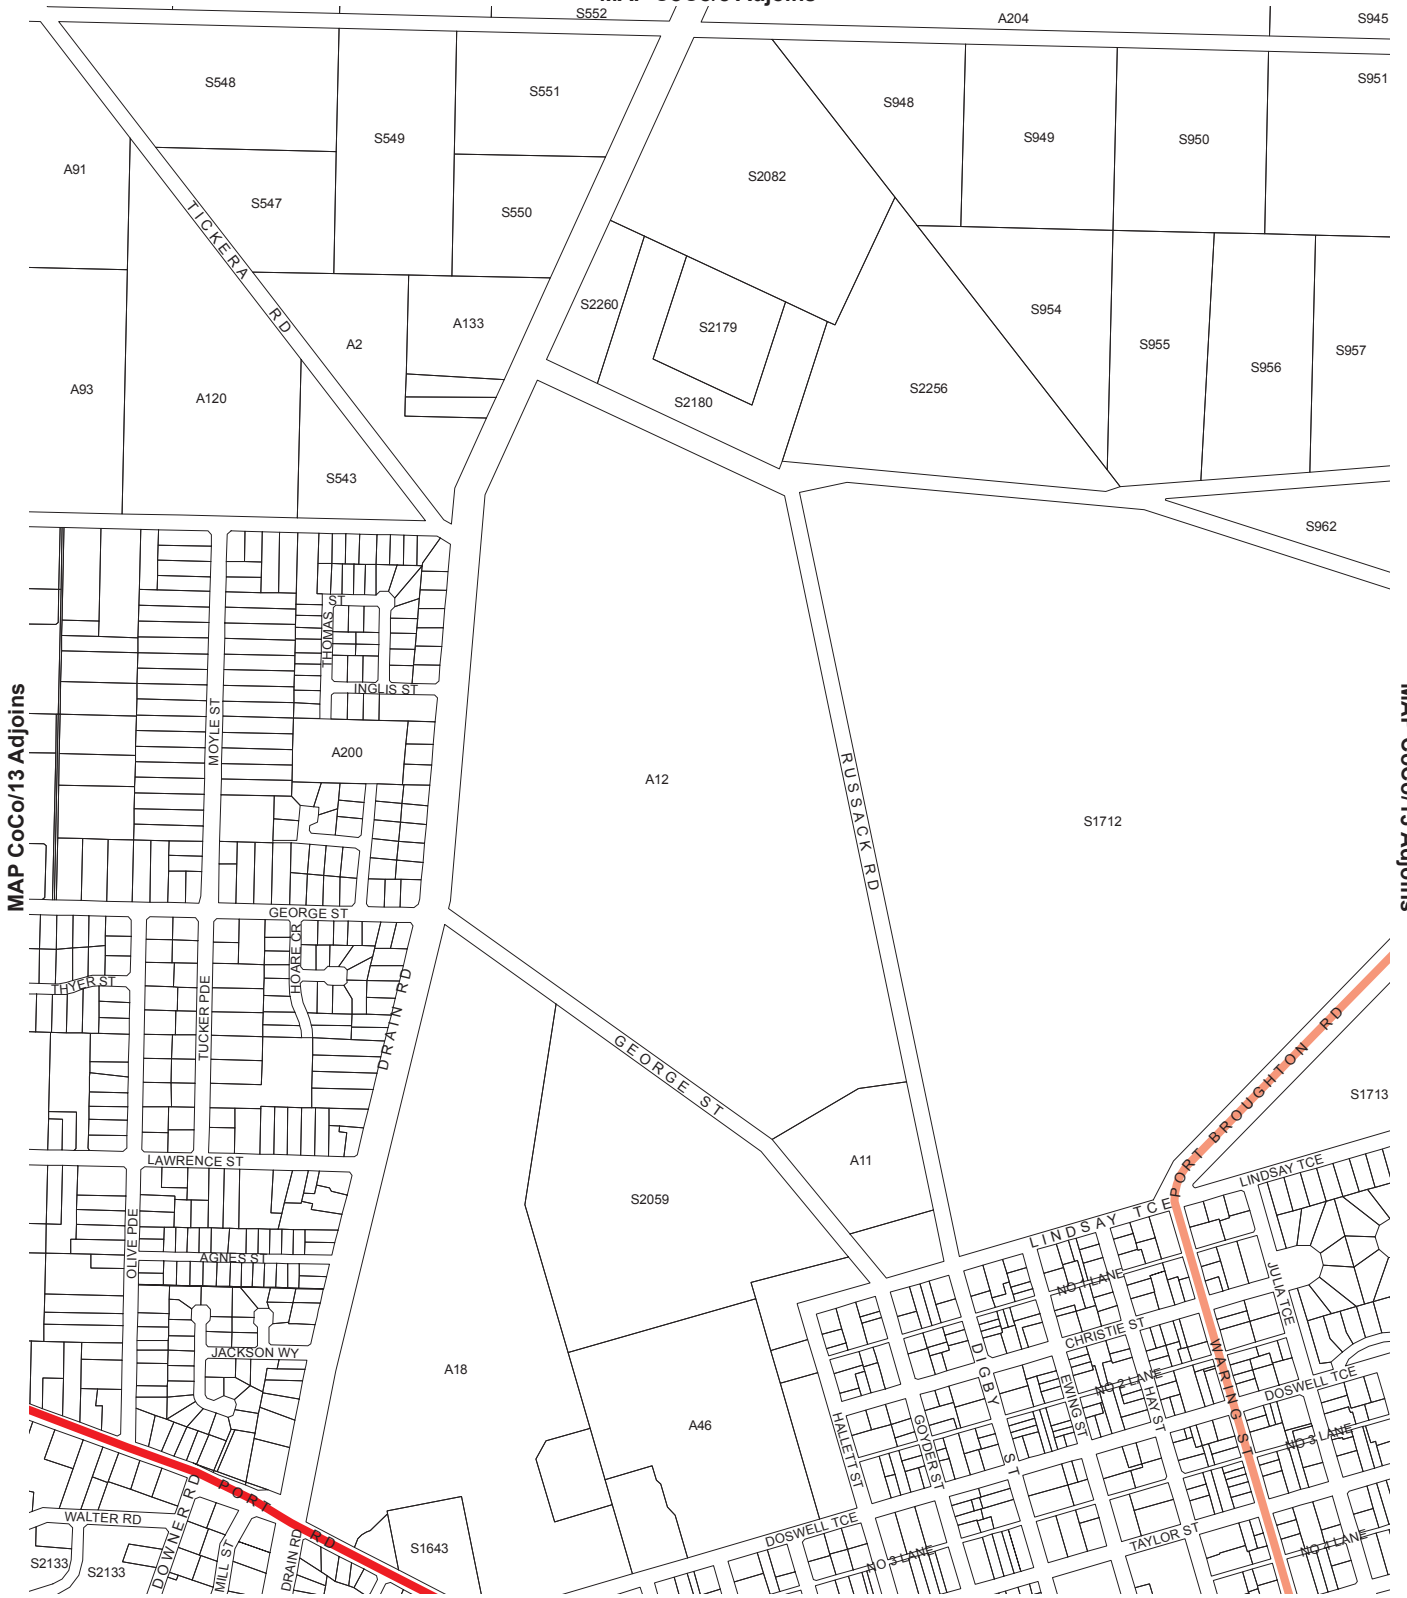 S552
A204
S945
S548
S551
S951
S549
S948
S949
S950
A91
S2082
S547
S550
TICKERA RD
S2260
S954
A133
S2179
A2
S955
S957
S956
A93
A120
S2180
S2256
S543
S962
THOMAS ST
INGLIS ST
MAP CoCo/13 Adjoins
MOYLE ST
A200
A12
RUSSACK RD
S1712
GEORGE ST
HOARE CR
THYER ST
TUCKER PDE
DRAIN RD
GEORGE ST
PORT BROUGHTON RD
S1713
LAWRENCE ST
A11
S2059
LINDSAY TCE
LINDSAY TCE
OLIVE PDE
AGNES ST
NO 1 LANE
JULIA TCE
CHRISTIE ST
JACKSON WY
A18
DIGBY ST
EWING ST
NO 2 LANE
HAY ST
WARING ST
DOSWELL TCE
A46
HALLETT ST
GOYDER ST
NO 3 LANE
PORT RD
WALTER RD
DOWNER RD
MILL ST
DRAIN RD
S2133
S2133
S1643
DOSWELL TCE
NO 3 LANE
TAYLOR ST
NO 4 LANE